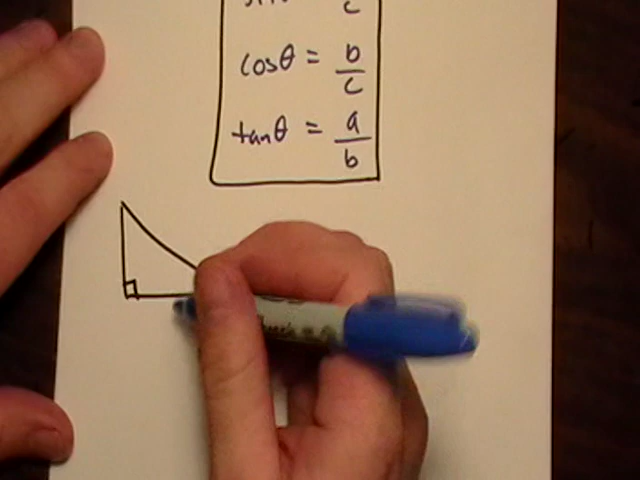 cosθ = b/c
tanθ = a/b